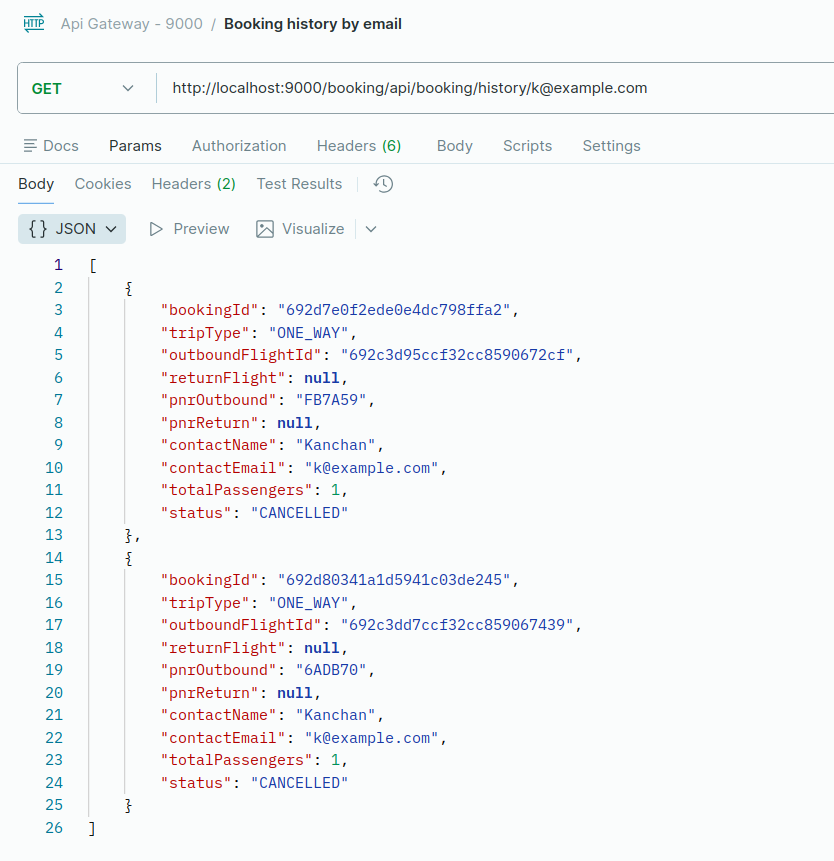 HTTP Api Gateway - 9000 / Booking history by email
GET http://localhost:9000/booking/api/booking/history/k@example.com
Docs Params Authorization Headers (6) Body Scripts Settings
Body Cookies Headers (2) Test Results
{} JSON Preview Visualize
1 [
2 {
3 "bookingId": "692d7e0f2ede0e4dc798ffa2",
4 "tripType": "ONE_WAY",
5 "outboundFlightId": "692c3d95ccf32cc8590672cf",
6 "returnFlight": null,
7 "pnrOutbound": "FB7A59",
8 "pnrReturn": null,
9 "contactName": "Kanchan",
10 "contactEmail": "k@example.com",
11 "totalPassengers": 1,
12 "status": "CANCELLED"
13 },
14 {
15 "bookingId": "692d80341a1d5941c03de245",
16 "tripType": "ONE_WAY",
17 "outboundFlightId": "692c3dd7ccf32cc859067439",
18 "returnFlight": null,
19 "pnrOutbound": "6ADB70",
20 "pnrReturn": null,
21 "contactName": "Kanchan",
22 "contactEmail": "k@example.com",
23 "totalPassengers": 1,
24 "status": "CANCELLED"
25 }
26 ]